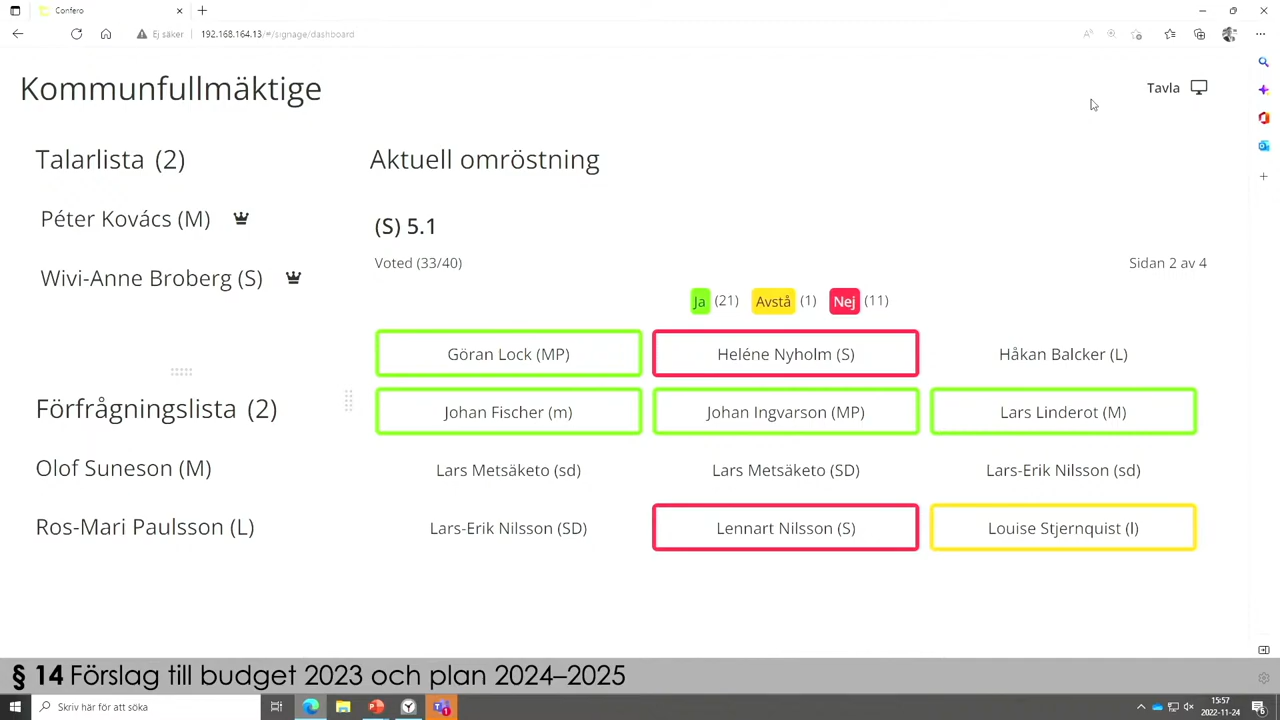 Confero
Ej säker
192.168.164.13/#/signage/dashboard
Kommunfullmäktige
Tavla
Talarlista (2)
Péter Kovács (M)
Wivi-Anne Broberg (S)
Förfrågningslista (2)
Olof Suneson (M)
Ros-Mari Paulsson (L)
Aktuell omröstning
(S) 5.1
Voted (33/40)
Sidan 2 av 4
Ja (21) Avstå (1) Nej (11)
Göran Lock (MP)
Heléne Nyholm (S)
Håkan Balcker (L)
Johan Fischer (m)
Johan Ingvarson (MP)
Lars Linderot (M)
Lars Metsäketo (sd)
Lars Metsäketo (SD)
Lars-Erik Nilsson (sd)
Lars-Erik Nilsson (SD)
Lennart Nilsson (S)
Louise Stjernquist (l)
§ 14 Förslag till budget 2023 och plan 2024–2025
Skriv här för att söka
15:57
2022-11-24